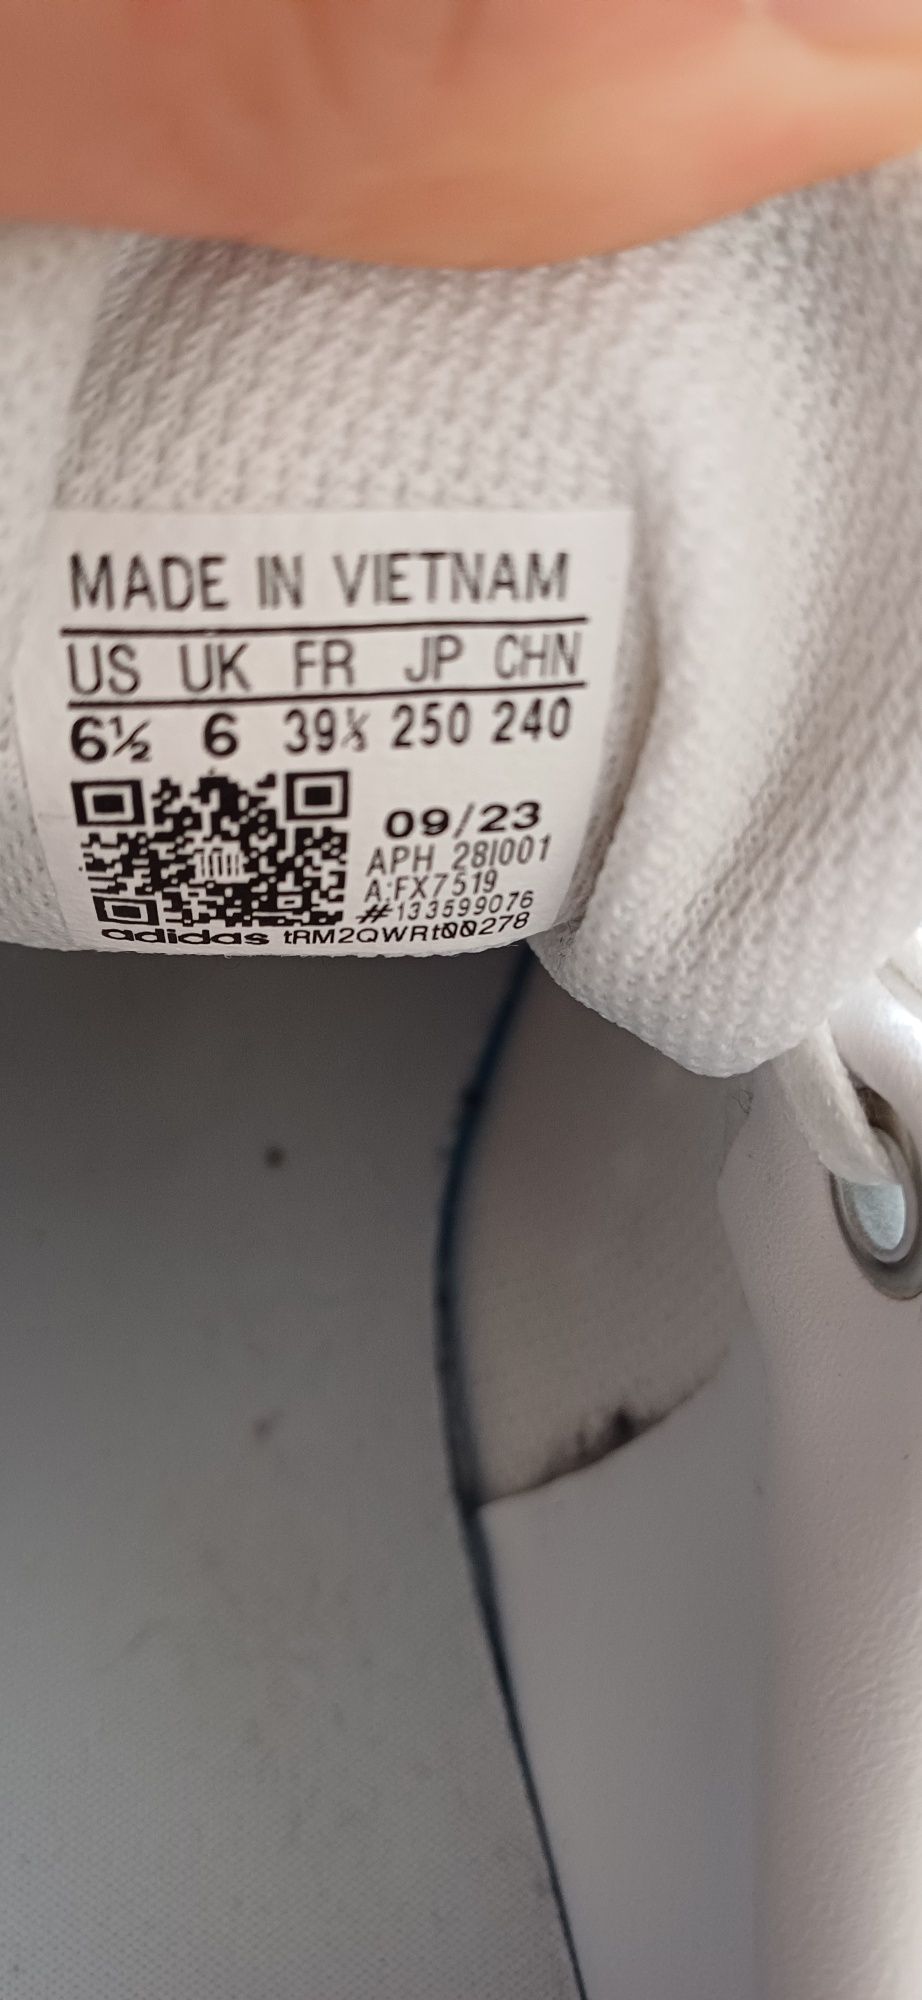 MADE IN VIETNAM
US UK FR JP CHN
6½ 6 39⅓ 250 240
09/23
APH 28I001
A:FX7519
#133599076
adidas tRM2QWRt00278